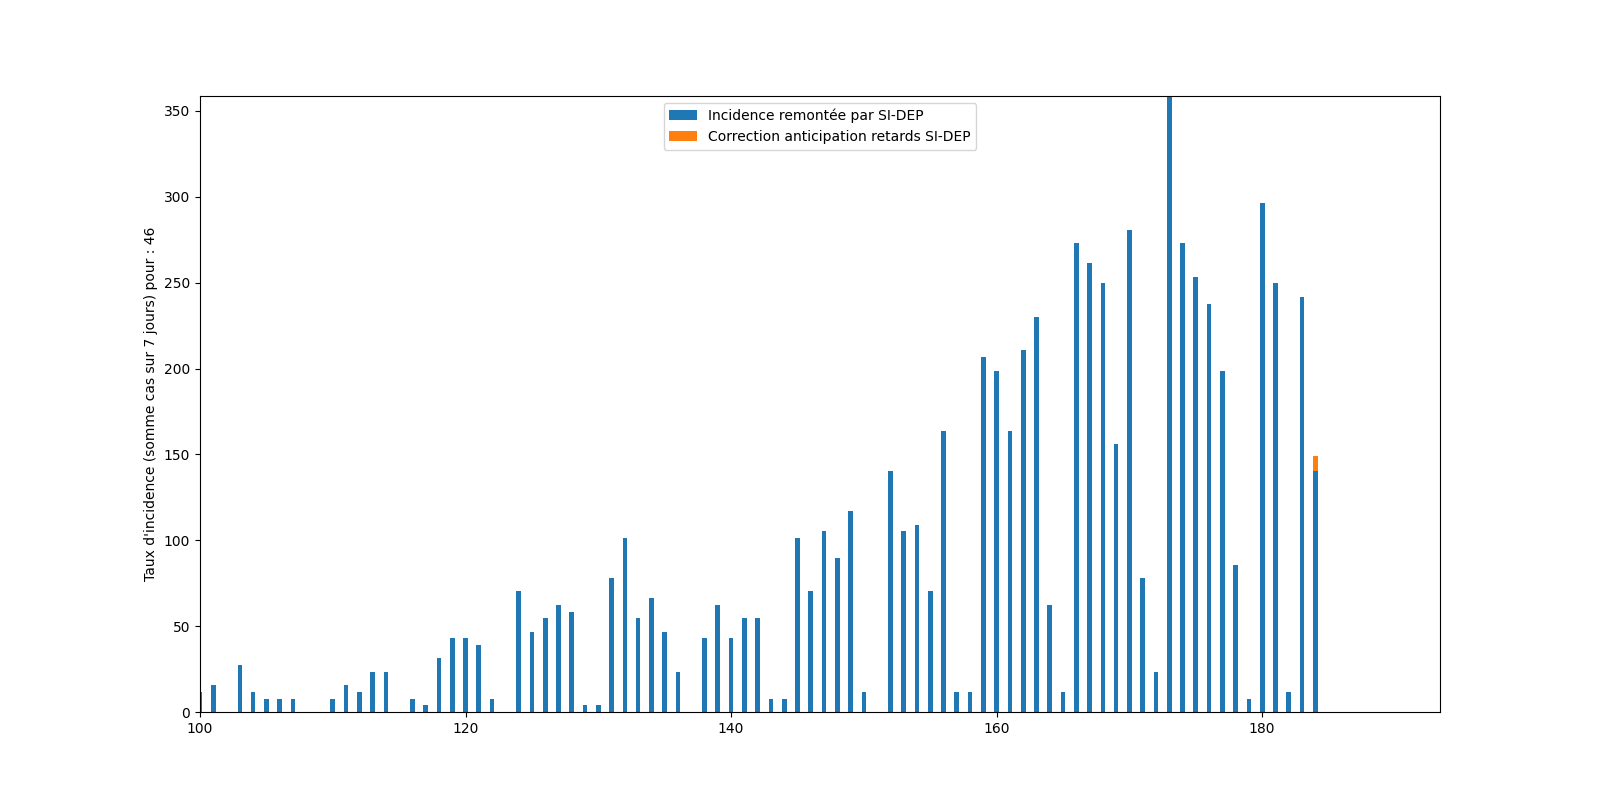 Incidence remontée par SI-DEP
Correction anticipation retards SI-DEP
Taux d'incidence (somme cas sur 7 jours) pour : 46
350
300
250
200
150
100
50
0
100 120 140 160 180